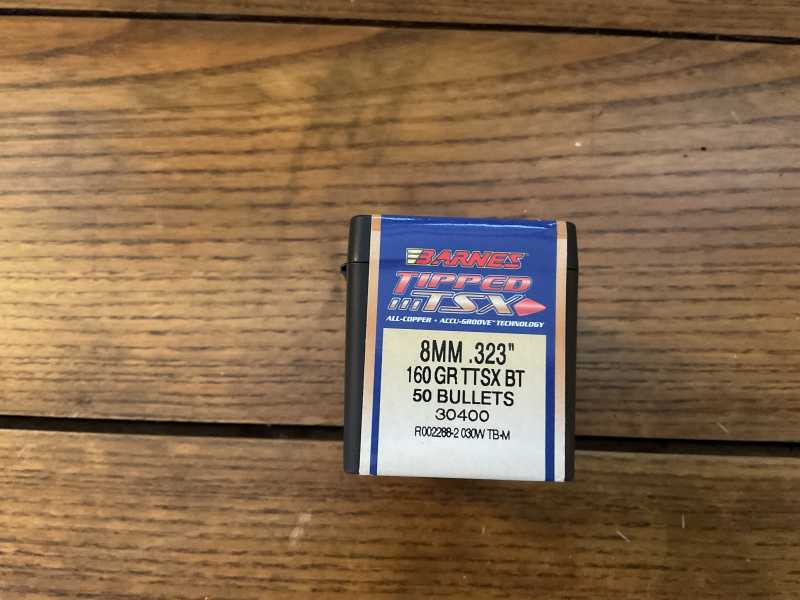 BARNES
TIPPED
TSX
ALL-COPPER • ACCU-GROOVE™ TECHNOLOGY
8MM .323"
160 GR TTSX BT
50 BULLETS
30400
R002288-2 030W TB-M